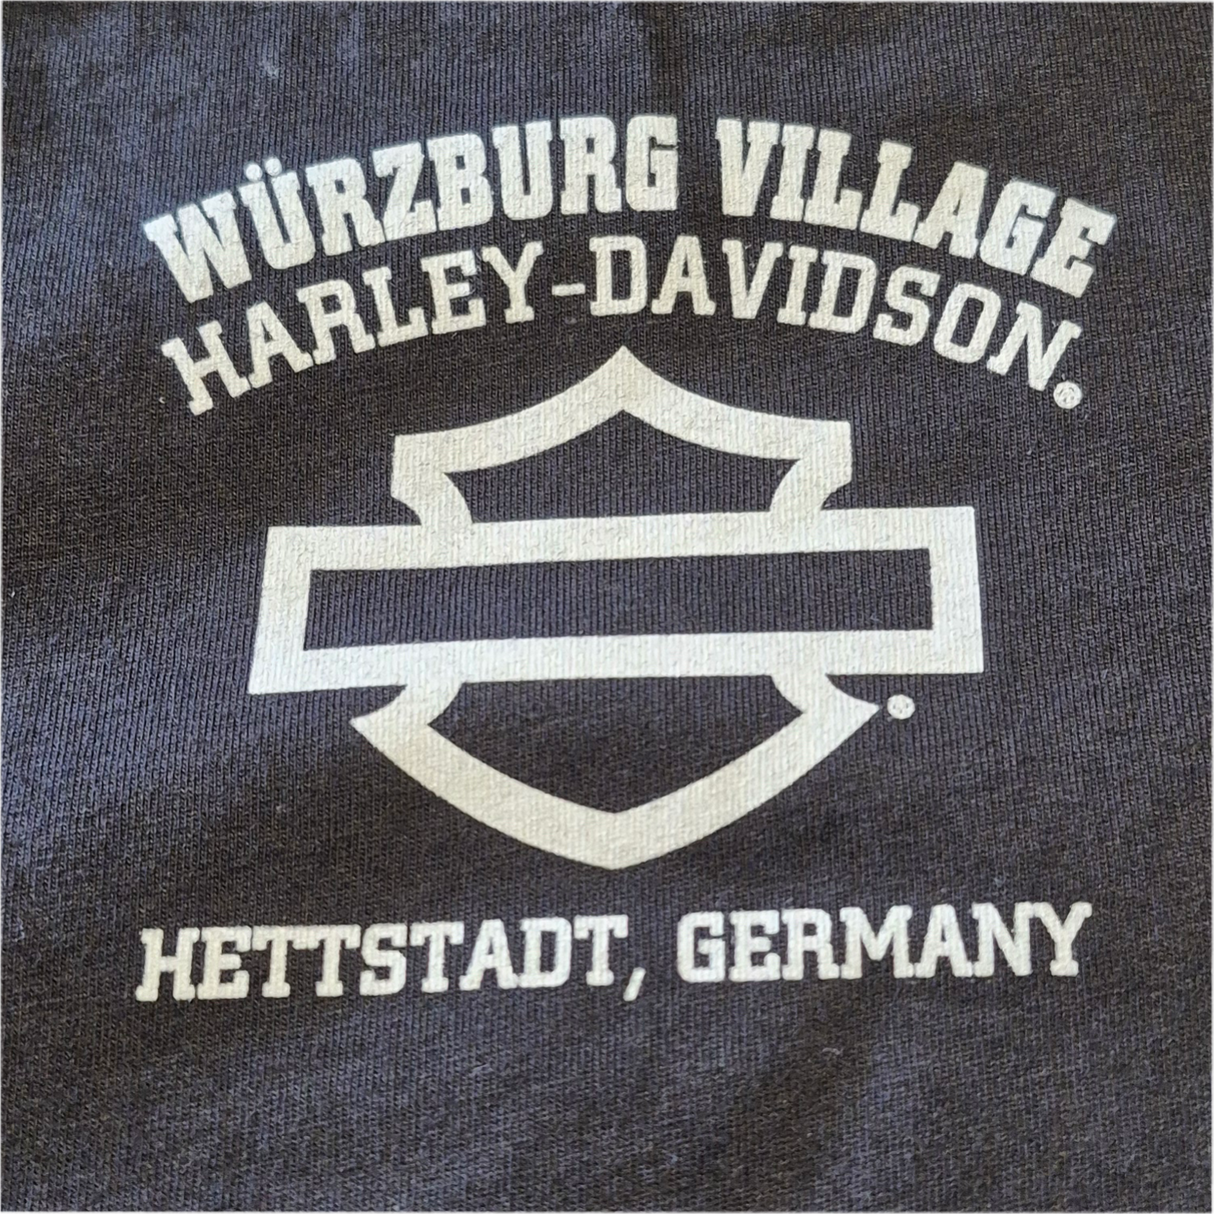 WÜRZBURG VILLAGE
HARLEY-DAVIDSON®
HETTSTADT, GERMANY